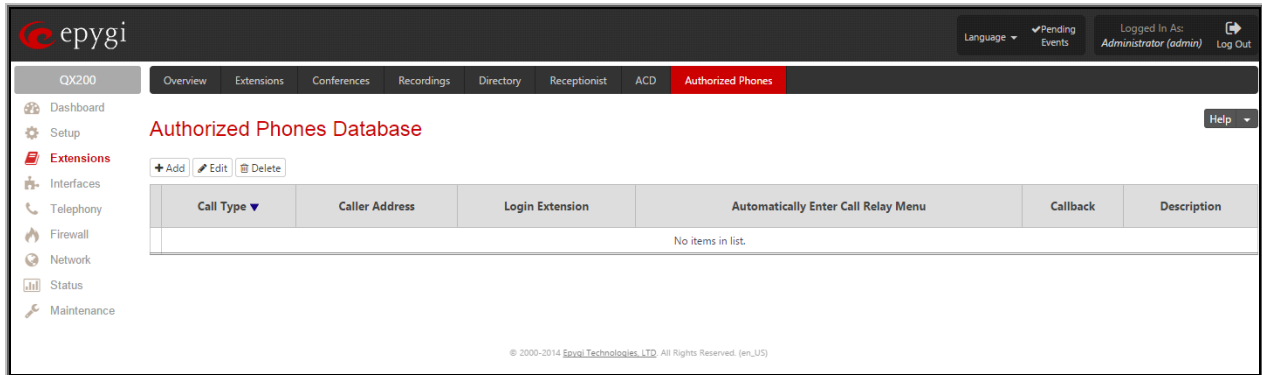 epygi
Language
Pending Events
Logged In As:
Administrator (admin)
Log Out
QX200
Overview Extensions Conferences Recordings Directory Receptionist ACD Authorized Phones
Dashboard
Setup
Extensions
Interfaces
Telephony
Firewall
Network
Status
Maintenance
Authorized Phones Database
Help
Add Edit Delete
Call Type Caller Address Login Extension Automatically Enter Call Relay Menu Callback Description
No items in list.
© 2000-2014 Epygi Technologies, LTD. All Rights Reserved. (en_US)